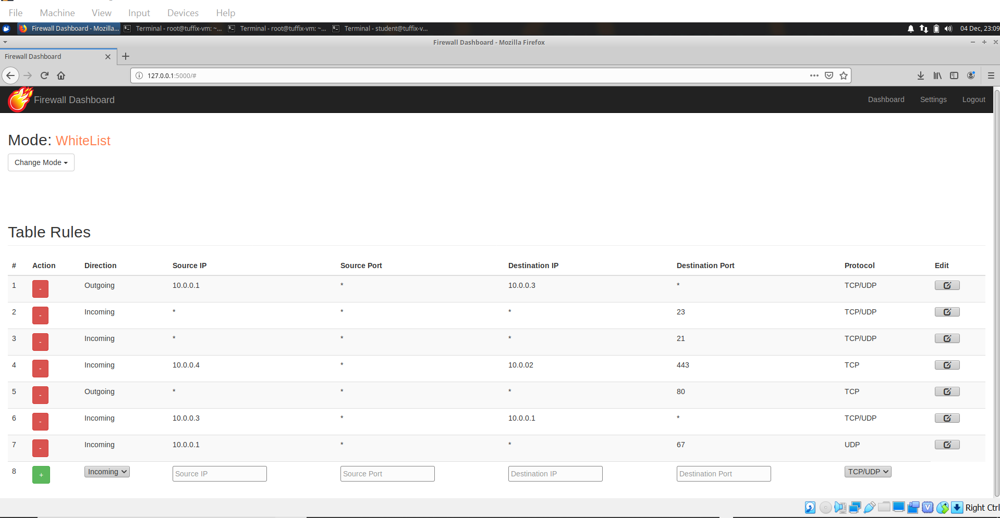 File Machine View Input Devices Help
Firewall Dashboard - Mozilla... Terminal - root@tuffix-vm: ~... Terminal - root@tuffix-vm: ~... Terminal - student@tuffix-v... 04 Dec, 23:09
Firewall Dashboard - Mozilla Firefox
Firewall Dashboard
127.0.0.1:5000/#
Firewall Dashboard Dashboard Settings Logout
Mode: WhiteList
Change Mode
Table Rules
# Action Direction Source IP Source Port Destination IP Destination Port Protocol Edit
1 - Outgoing 10.0.0.1 * 10.0.0.3 * TCP/UDP
2 - Incoming * * * 23 TCP/UDP
3 - Incoming * * * 21 TCP/UDP
4 - Incoming 10.0.0.4 * 10.0.02 443 TCP
5 - Outgoing * * * 80 TCP
6 - Incoming 10.0.0.3 * 10.0.0.1 * TCP/UDP
7 - Incoming 10.0.0.1 * * 67 UDP
8 + Incoming Source IP Source Port Destination IP Destination Port TCP/UDP
Right Ctrl